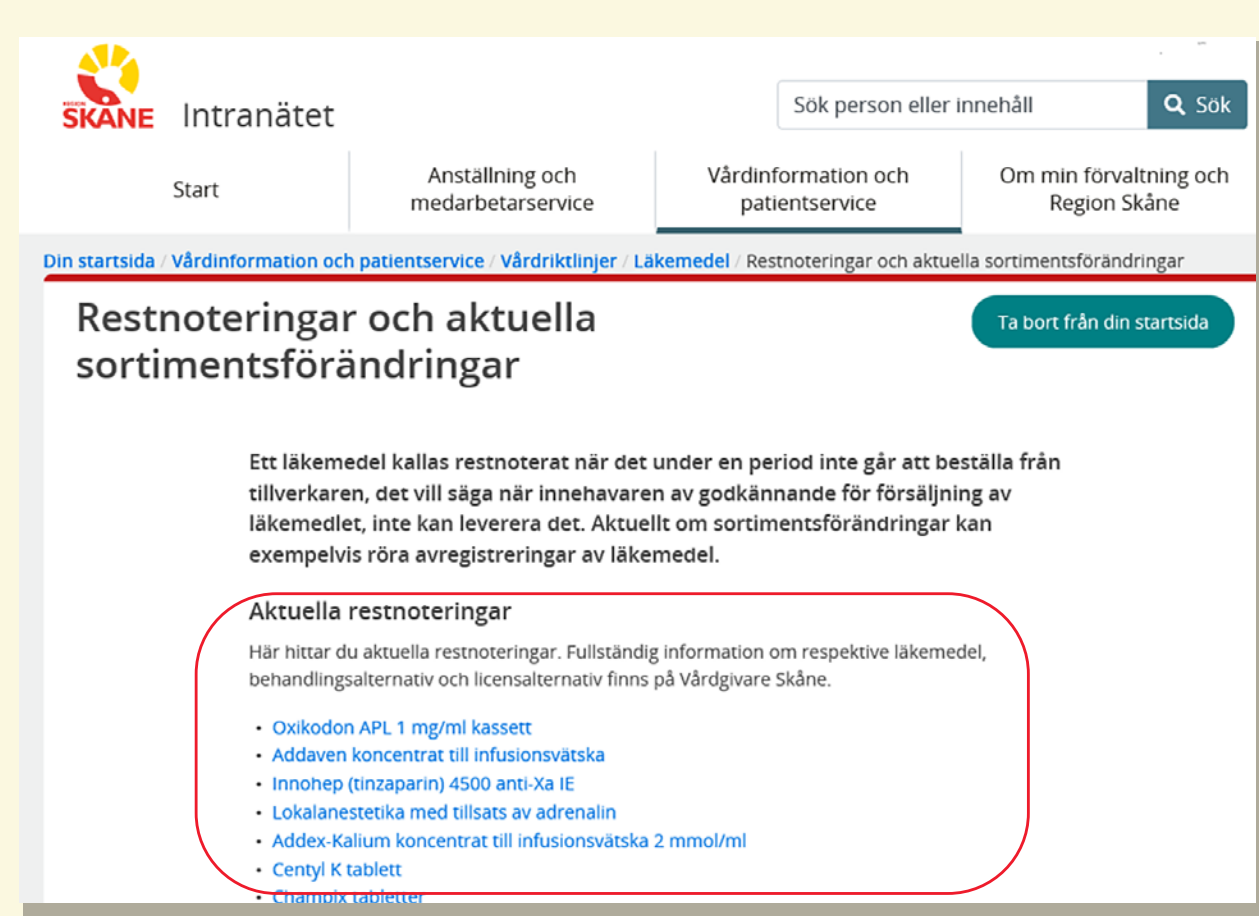 REGION
SKÅNE
Intranätet
Sök person eller innehåll
Sök
Start
Anställning och
medarbetarservice
Vårdinformation och
patientservice
Om min förvaltning och
Region Skåne
Din startsida / Vårdinformation och patientservice / Vårdriktlinjer / Läkemedel / Restnoteringar och aktuella sortimentsförändringar
Restnoteringar och aktuella
sortimentsförändringar
Ta bort från din startsida
Ett läkemedel kallas restnoterat när det under en period inte går att beställa från
tillverkaren, det vill säga när innehavaren av godkännande för försäljning av
läkemedlet, inte kan leverera det. Aktuellt om sortimentsförändringar kan
exempelvis röra avregistreringar av läkemedel.
Aktuella restnoteringar
Här hittar du aktuella restnoteringar. Fullständig information om respektive läkemedel,
behandlingsalternativ och licensalternativ finns på Vårdgivare Skåne.
• Oxikodon APL 1 mg/ml kassett
• Addaven koncentrat till infusionsvätska
• Innohep (tinzaparin) 4500 anti-Xa IE
• Lokalanestetika med tillsats av adrenalin
• Addex-Kalium koncentrat till infusionsvätska 2 mmol/ml
• Centyl K tablett
• Champix tabletter